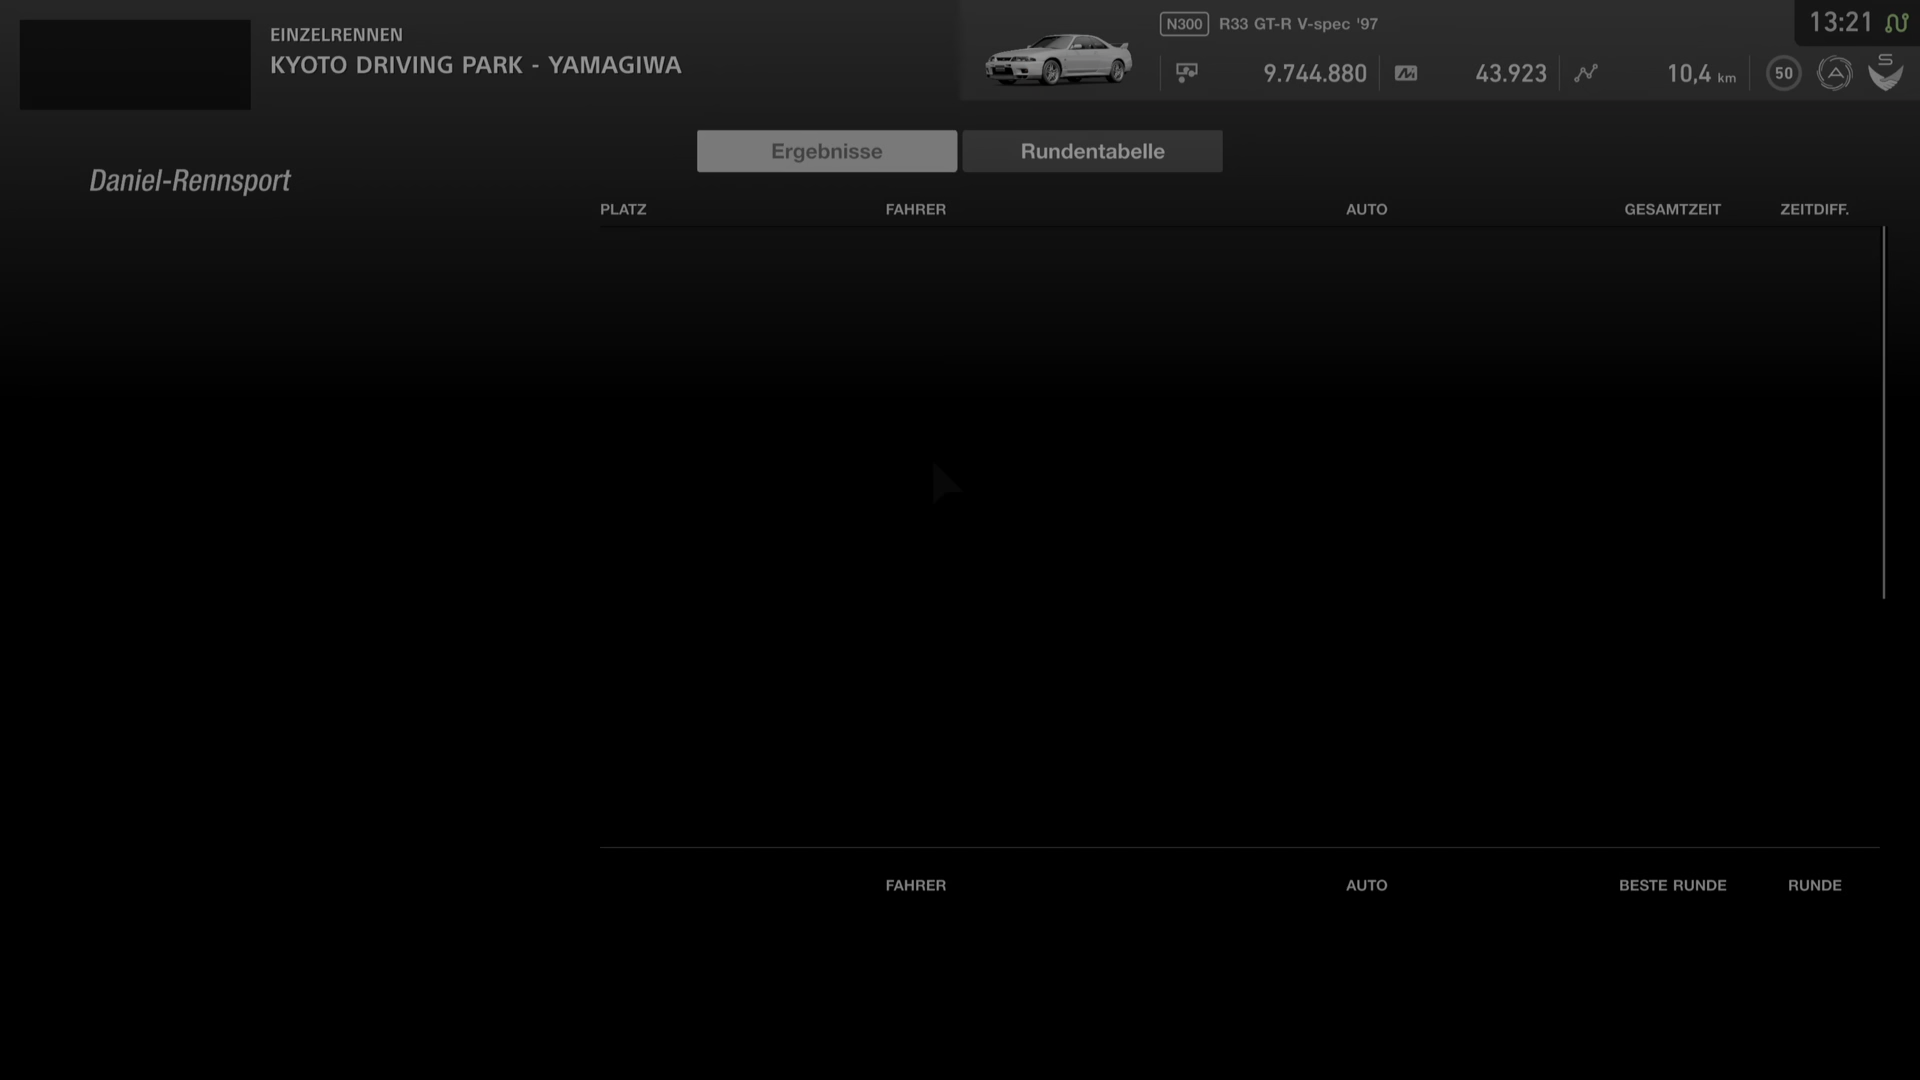 EINZELRENNEN
KYOTO DRIVING PARK - YAMAGIWA
N300 R33 GT-R V-spec '97
13:21
9.744.880 43.923 10,4 km 50 A S
Ergebnisse Rundentabelle
Daniel-Rennsport
PLATZ FAHRER AUTO GESAMTZEIT ZEITDIFF.
FAHRER AUTO BESTE RUNDE RUNDE